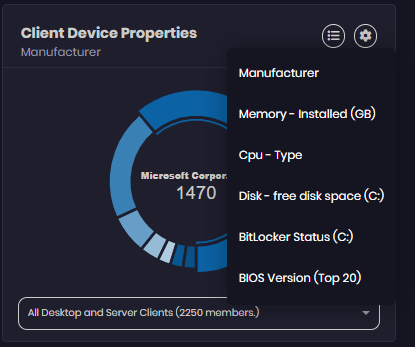 Client Device Properties
Manufacturer
Manufacturer
Memory - Installed (GB)
Cpu - Type
Microsoft Corpor..
1470
Disk - free disk space (C:)
BitLocker Status (C:)
BIOS Version (Top 20)
All Desktop and Server Clients (2250 members.)